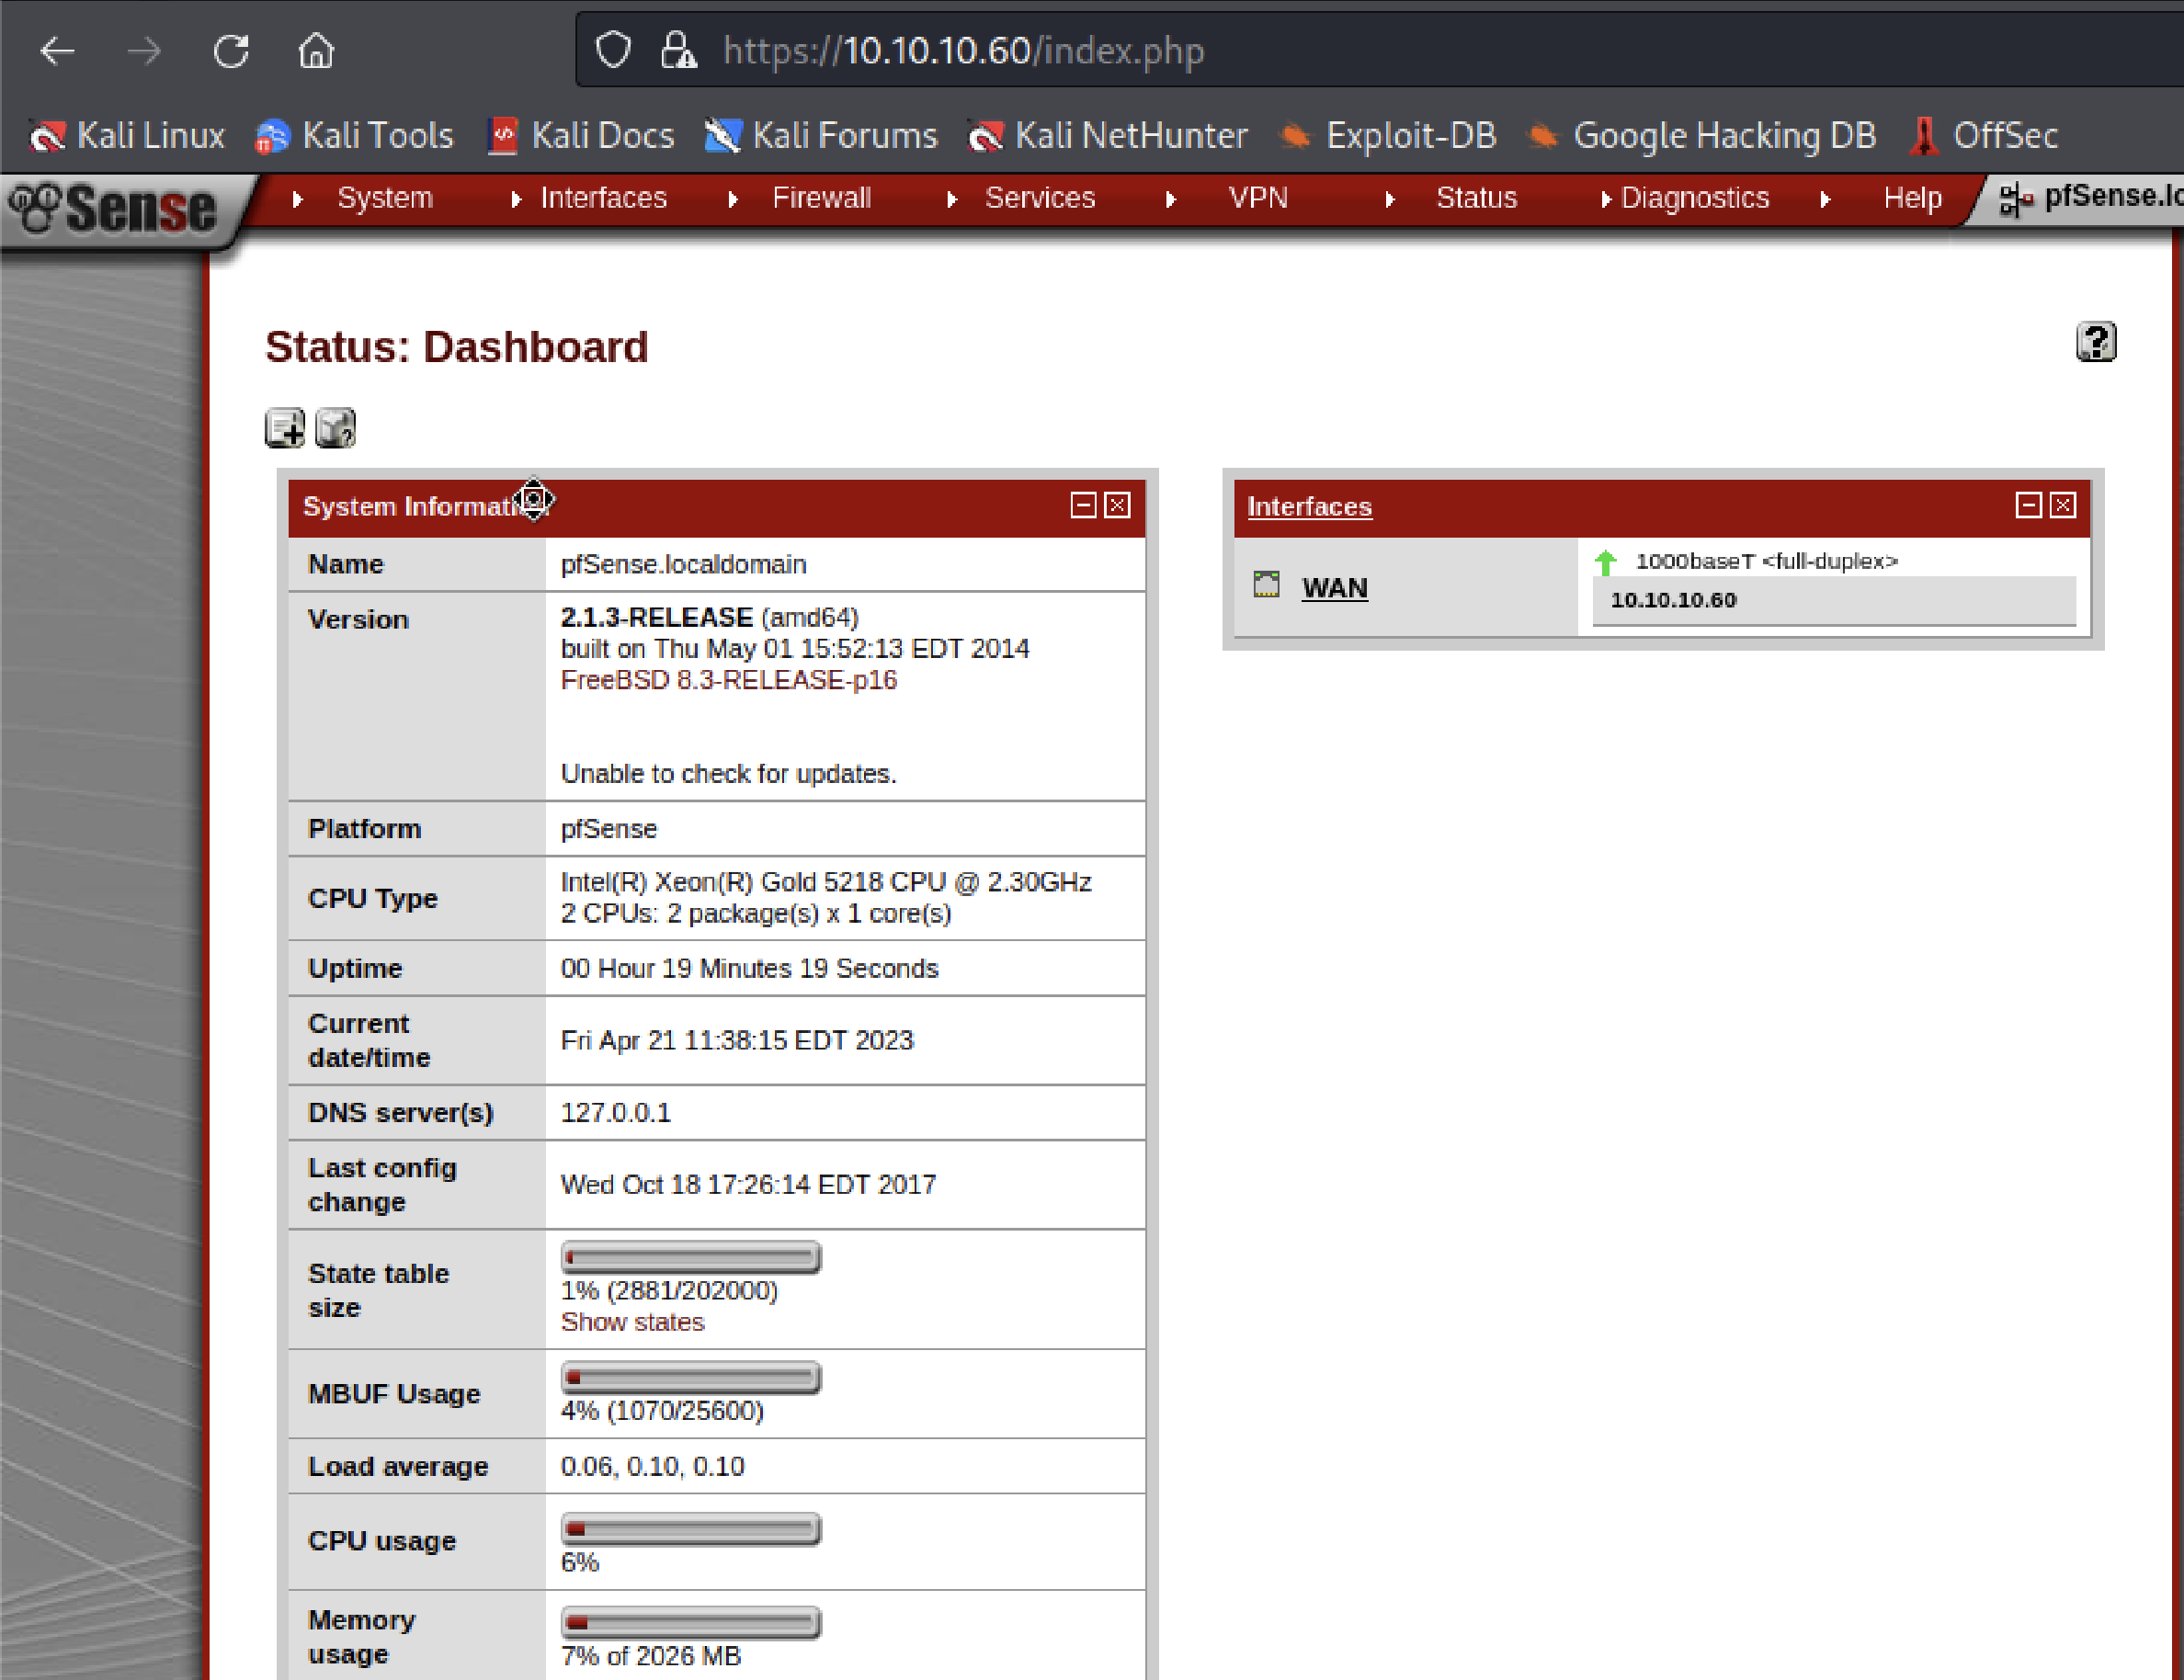 https://10.10.10.60/index.php
Kali Linux Kali Tools Kali Docs Kali Forums Kali NetHunter Exploit-DB Google Hacking DB OffSec
Sense System Interfaces Firewall Services VPN Status Diagnostics Help pfSense.lo
Status: Dashboard
System Informati
Name pfSense.localdomain
Version 2.1.3-RELEASE (amd64)
built on Thu May 01 15:52:13 EDT 2014
FreeBSD 8.3-RELEASE-p16
Unable to check for updates.
Platform pfSense
CPU Type Intel(R) Xeon(R) Gold 5218 CPU @ 2.30GHz
2 CPUs: 2 package(s) x 1 core(s)
Uptime 00 Hour 19 Minutes 19 Seconds
Current
date/time
Fri Apr 21 11:38:15 EDT 2023
DNS server(s) 127.0.0.1
Last config
change
Wed Oct 18 17:26:14 EDT 2017
State table
size
1% (2881/202000)
Show states
MBUF Usage
4% (1070/25600)
Load average 0.06, 0.10, 0.10
CPU usage
6%
Memory
usage
7% of 2026 MB
Interfaces
WAN
1000baseT <full-duplex>
10.10.10.60